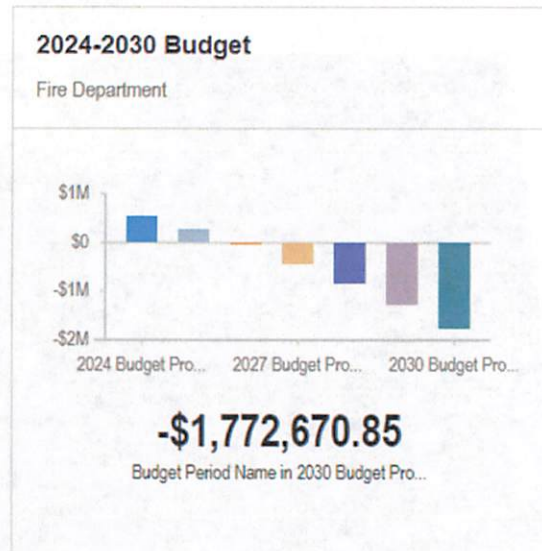 2024-2030 Budget
Fire Department
$1M
$0
-$1M
-$2M
2024 Budget Pro...
2027 Budget Pro...
2030 Budget Pro...
-$1,772,670.85
Budget Period Name in 2030 Budget Pro...